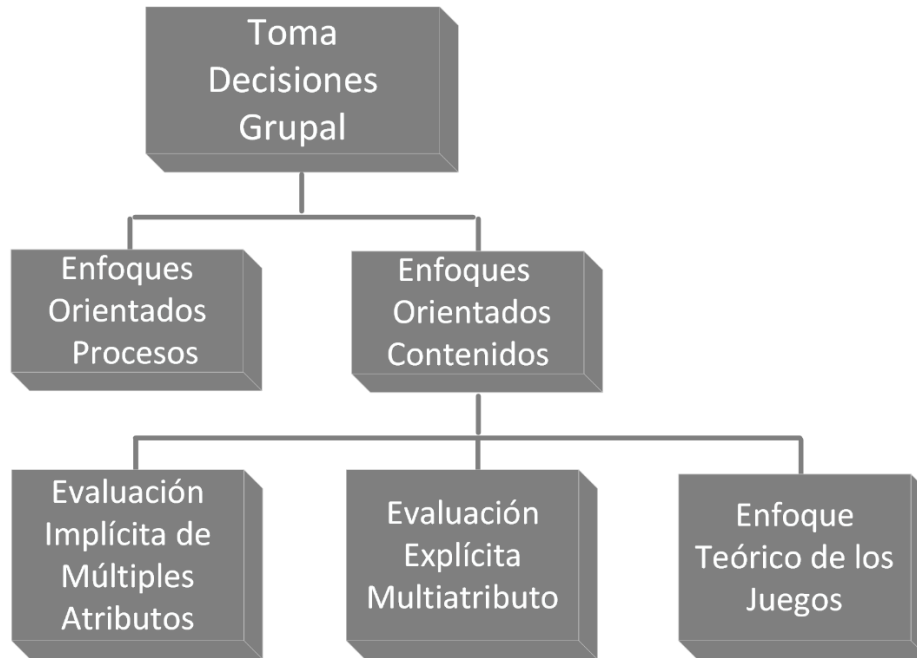 Toma
Decisiones
Grupal
Enfoques
Orientados
Procesos
Enfoques
Orientados
Contenidos
Evaluación
Implícita de
Múltiples
Atributos
Evaluación
Explícita
Multiatributo
Enfoque
Teórico de los
Juegos